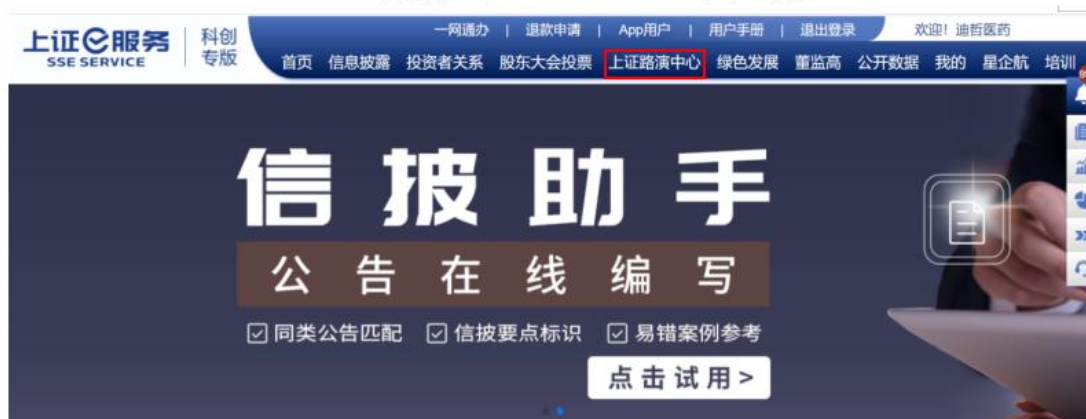 一网通办 | 退款申请 | App用户 | 用户手册 | 退出登录 欢迎！迪哲医药
上证e服务 科创专版
SSE SERVICE
首页 信息披露 投资者关系 股东大会投票 上证路演中心 绿色发展 董监高 公开数据 我的 星企航 培训
信披助手
公告在线编写
同类公告匹配 信披要点标识 易错案例参考
点击试用>